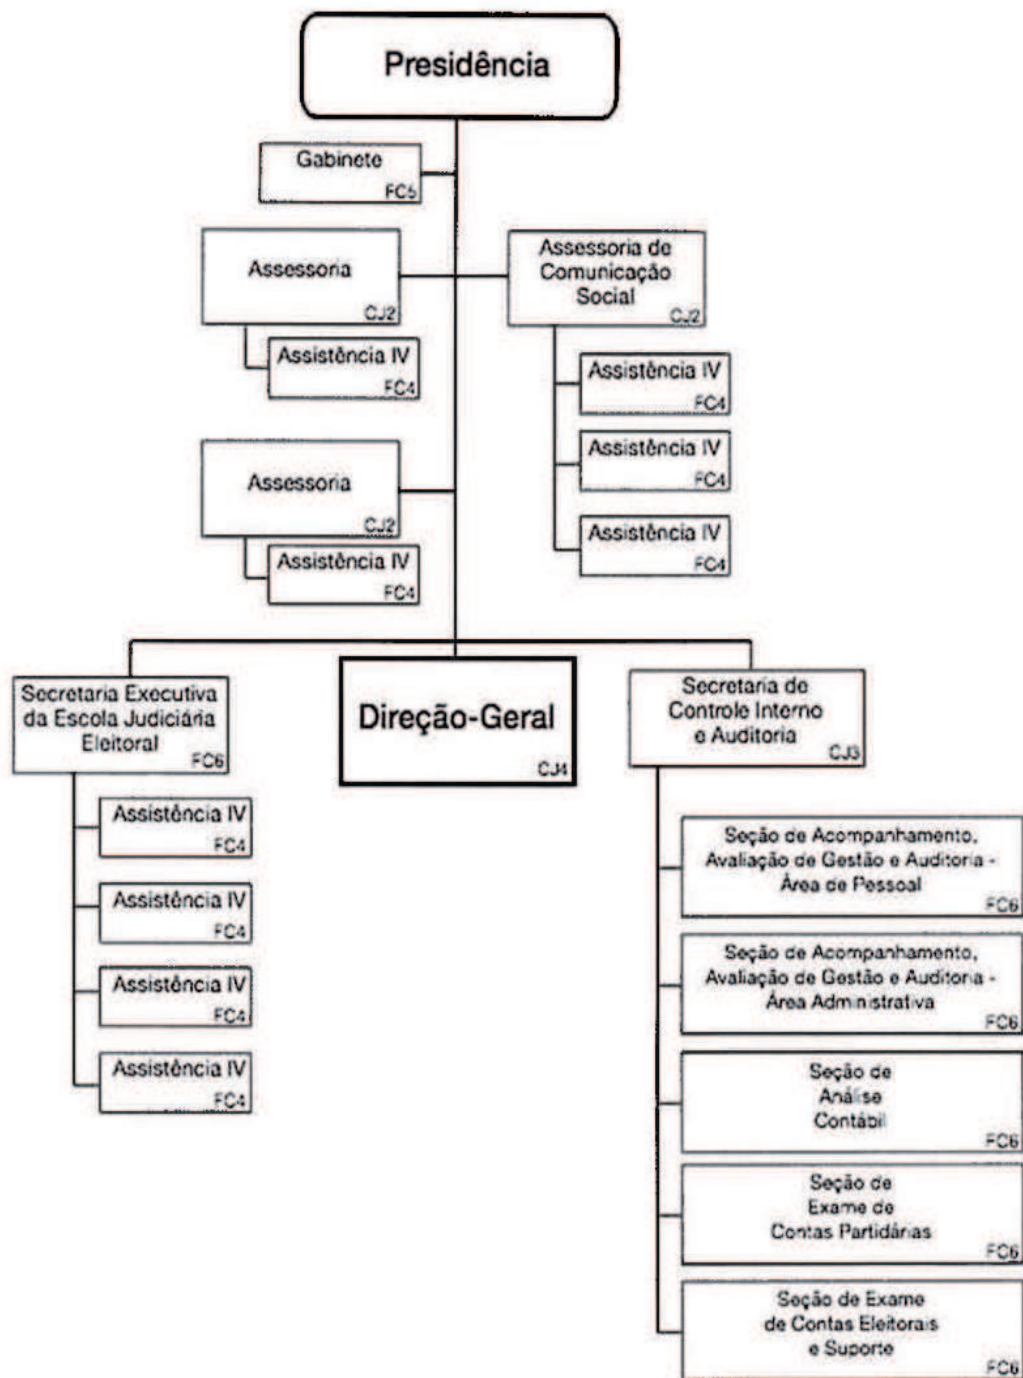 Presidência
Gabinete
FC5
Assessoria
CJ2
Assistência IV
FC4
Assessoria de
Comunicação
Social
CJ2
Assistência IV
FC4
Assistência IV
FC4
Assistência IV
FC4
Assessoria
CJ2
Assistência IV
FC4
Secretaria Executiva
da Escola Judiciária
Eleitoral
FC6
Assistência IV
FC4
Assistência IV
FC4
Assistência IV
FC4
Assistência IV
FC4
Direção-Geral
CJ4
Secretaria de
Controle Interno
e Auditoria
CJ3
Seção de Acompanhamento,
Avaliação de Gestão e Auditoria -
Área de Pessoal
FC6
Seção de Acompanhamento,
Avaliação de Gestão e Auditoria -
Área Administrativa
FC6
Seção de
Análise
Contábil
FC6
Seção de
Exame de
Contas Partidárias
FC6
Seção de Exame
de Contas Eleitorais
e Suporte
FC6